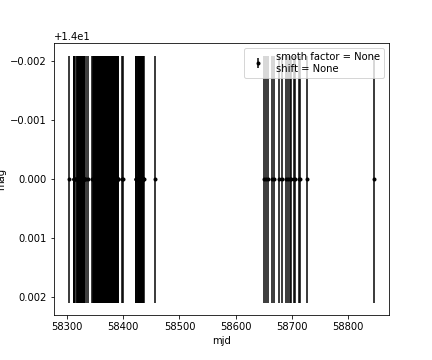 +1.4e1
smooth factor = None
shift = None
−0.002
−0.001
0.000
0.001
0.002
mag
58300
58400
58500
58600
58700
58800
mjd